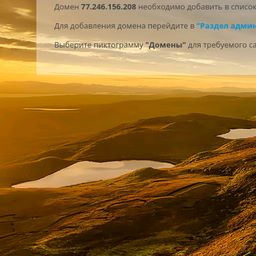 Домен 77.246.156.208 необходимо добавить в список
Для добавления домена перейдите в "Раздел админ
Выберите пиктограмму "Домены" для требуемого са